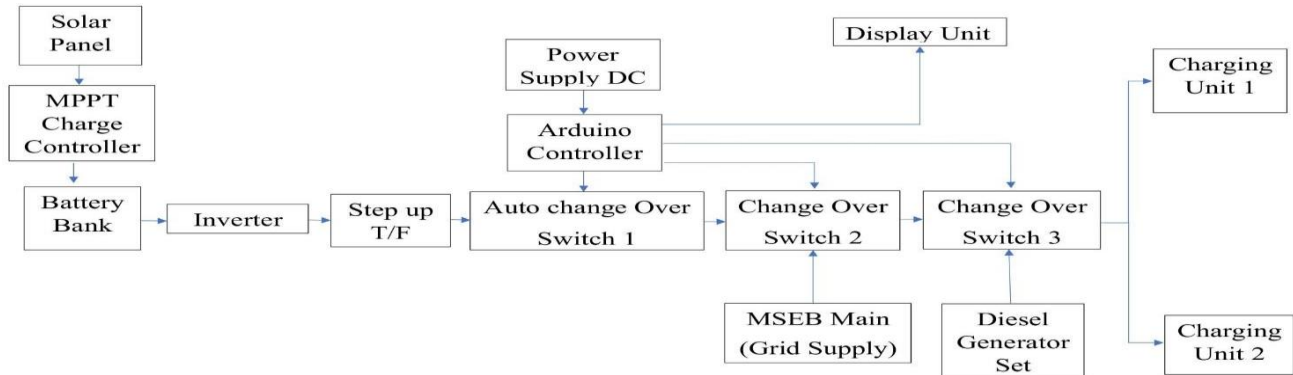 Solar
Panel
MPPT
Charge
Controller
Battery
Bank
Inverter
Step up
T/F
Power
Supply DC
Arduino
Controller
Auto change Over
Switch 1
Display Unit
Change Over
Switch 2
MSEB Main
(Grid Supply)
Change Over
Switch 3
Diesel
Generator
Set
Charging
Unit 1
Charging
Unit 2